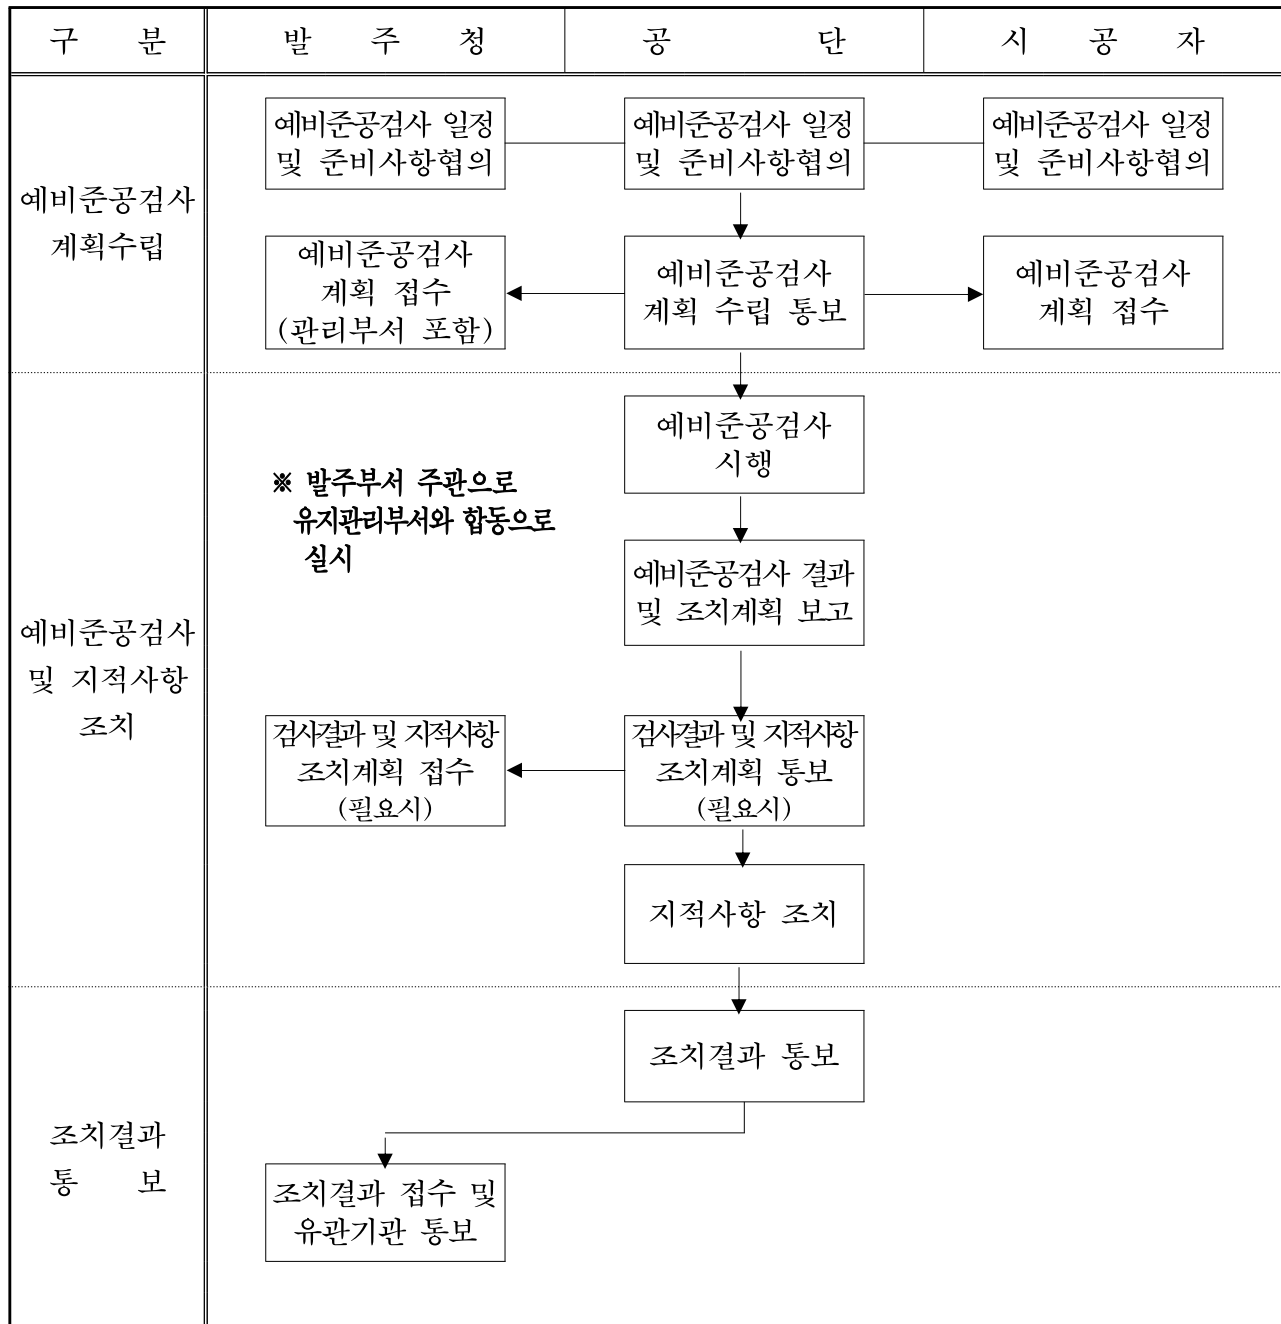 구 분
발 주 청
공 단
시 공 자
예비준공검사
계획수립
예비준공검사 일정
및 준비사항협의
예비준공검사 일정
및 준비사항협의
예비준공검사 일정
및 준비사항협의
예비준공검사
계획 접수
(관리부서 포함)
예비준공검사
계획 수립 통보
예비준공검사
계획 접수
예비준공검사
및 지적사항
조치
예비준공검사
시행
※ 발주부서 주관으로
유지관리부서와 합동으로
실시
예비준공검사 결과
및 조치계획 보고
검사결과 및 지적사항
조치계획 접수
(필요시)
검사결과 및 지적사항
조치계획 통보
(필요시)
지적사항 조치
조치결과
통 보
조치결과 통보
조치결과 접수 및
유관기관 통보